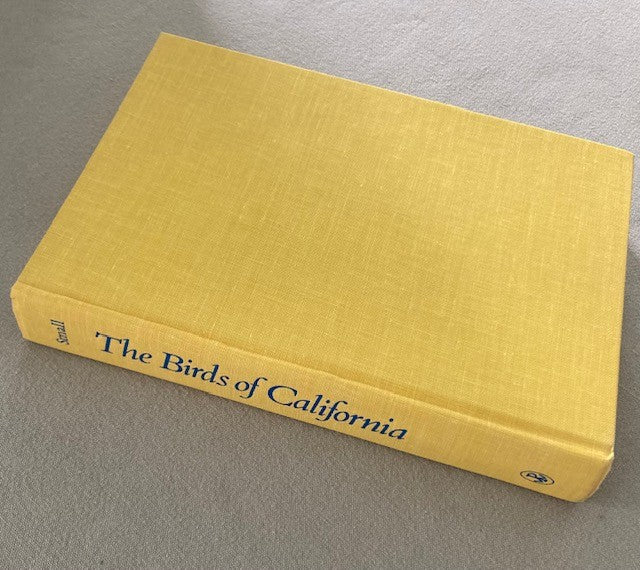 Small
The Birds of California